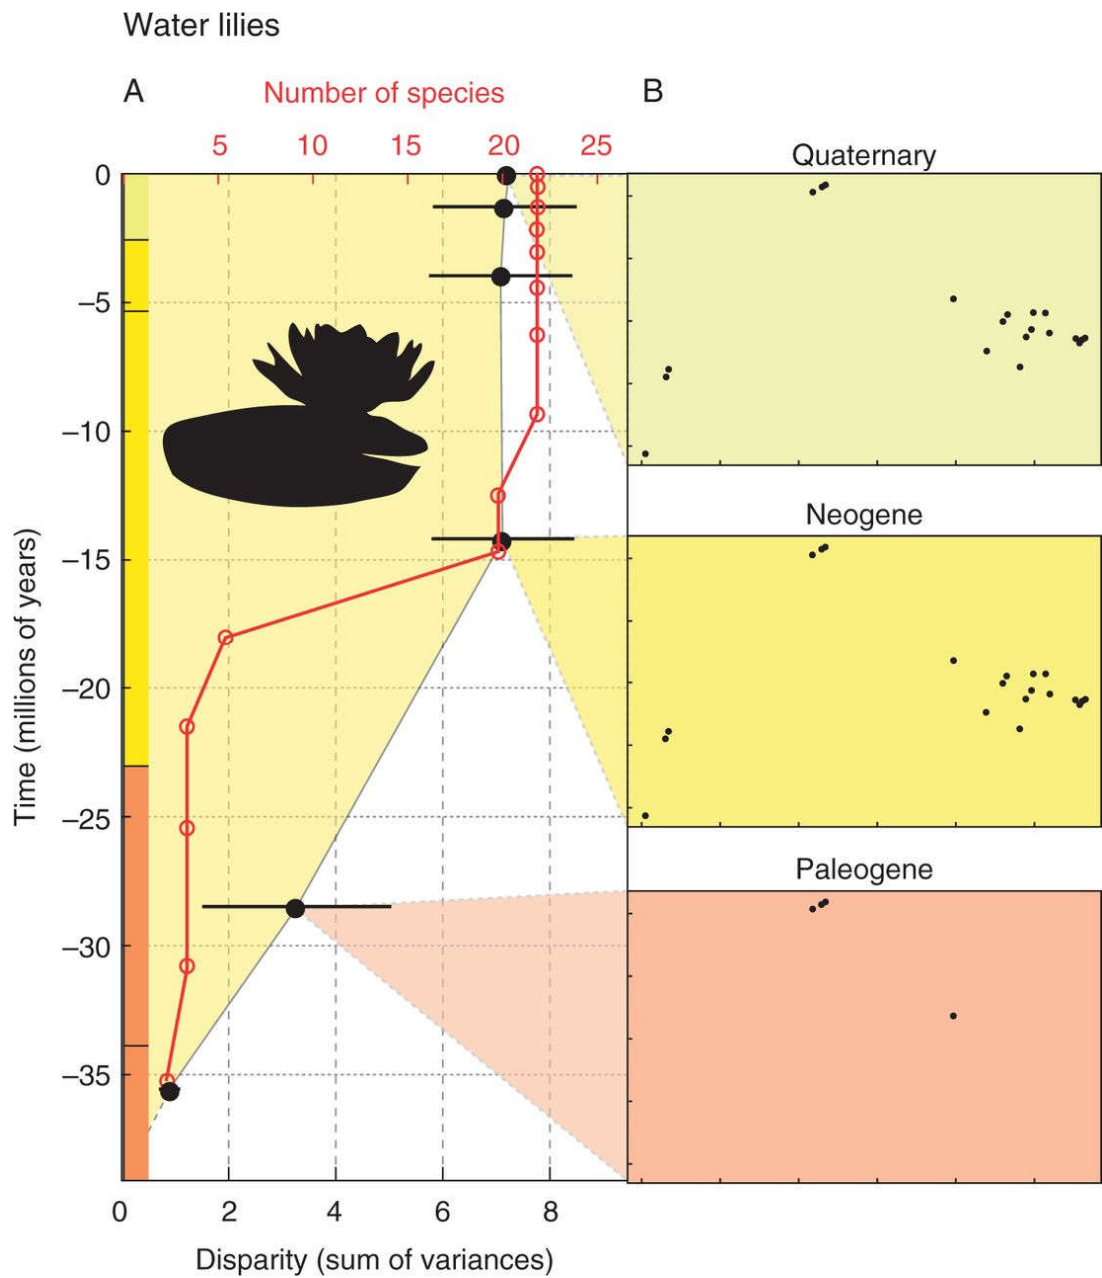 Water lilies
A
Number of species
B
5 10 15 20 25
Quaternary
0
−5
−10
−15
−20
−25
−30
−35
Time (millions of years)
Neogene
Paleogene
0 2 4 6 8
Disparity (sum of variances)